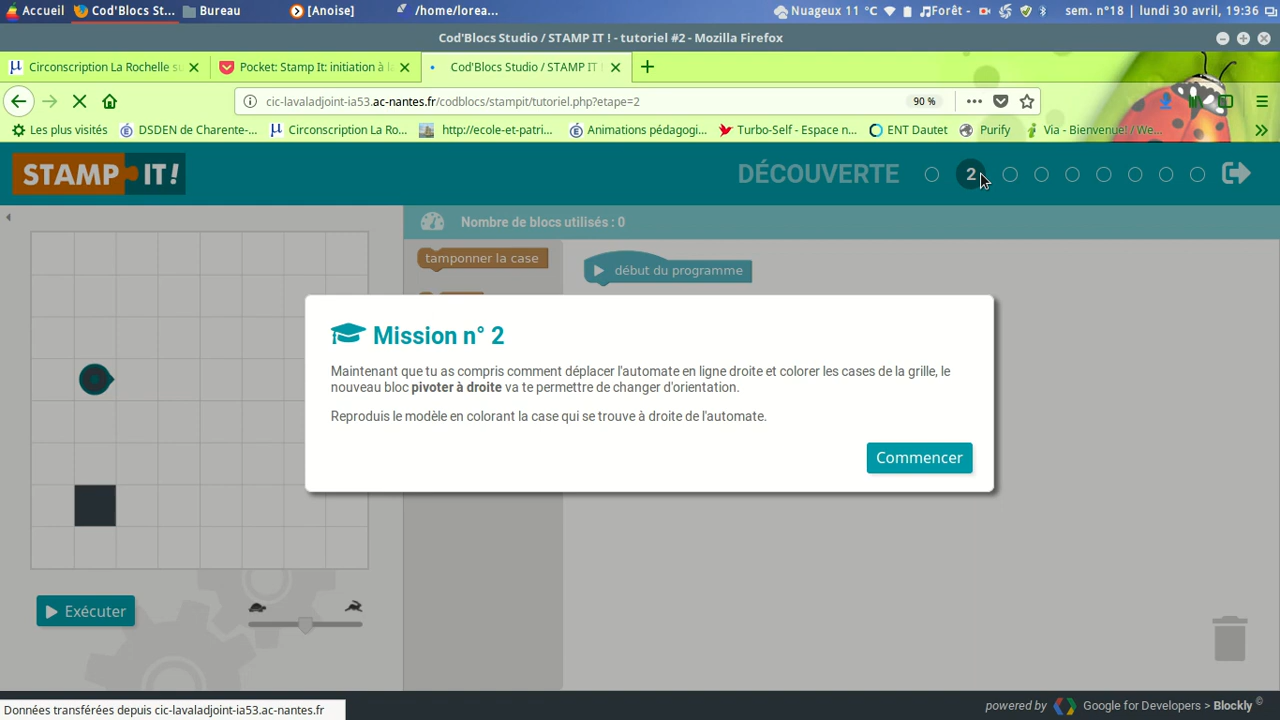 Accueil Cod'Blocs St... Bureau [Anoise] /home/lorea... Nuageux 11 °C Forêt - sem. n°18 | lundi 30 avril, 19:36
Cod'Blocs Studio / STAMP IT ! - tutoriel #2 - Mozilla Firefox
Circonscription La Rochelle Pocket: Stamp It: initiation à Cod'Blocs Studio / STAMP IT
cic-lavaladjoint-ia53.ac-nantes.fr/codblocs/stampit/tutoriel.php?etape=2 90 %
Les plus visités DSDEN de Charente-... Circonscription La Ro... http://ecole-et-patri... Animations pédagogi... Turbo-Self - Espace n... ENT Dautet Purify Via - Bienvenue! / We...
STAMP IT! DÉCOUVERTE 2
Nombre de blocs utilisés : 0
tamponner la case
début du programme
Mission n° 2
Maintenant que tu as compris comment déplacer l'automate en ligne droite et colorer les cases de la grille, le
nouveau bloc pivoter à droite va te permettre de changer d'orientation.
Reproduis le modèle en colorant la case qui se trouve à droite de l'automate.
Commencer
Exécuter
Données transférées depuis cic-lavaladjoint-ia53.ac-nantes.fr
powered by Google for Developers > Blockly ©